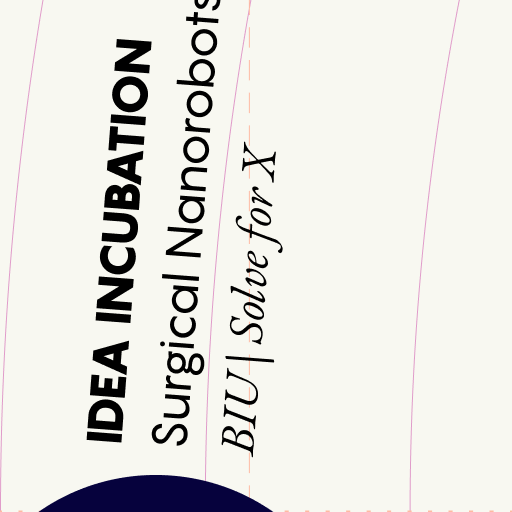 IDEA INCUBATION
Surgical Nanorobots
BIU | Solve for X